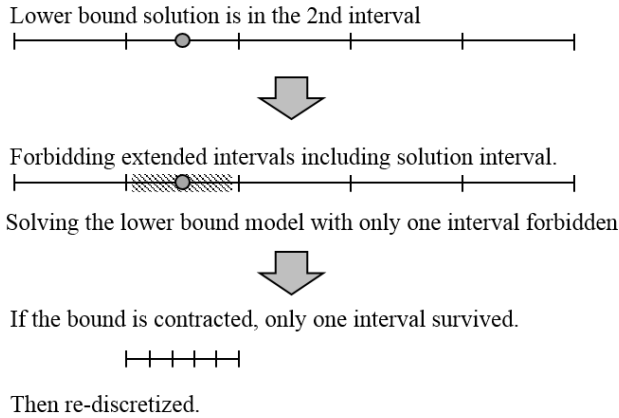 Lower bound solution is in the 2nd interval
Forbidding extended intervals including solution interval.
Solving the lower bound model with only one interval forbidden
If the bound is contracted, only one interval survived.
Then re-discretized.